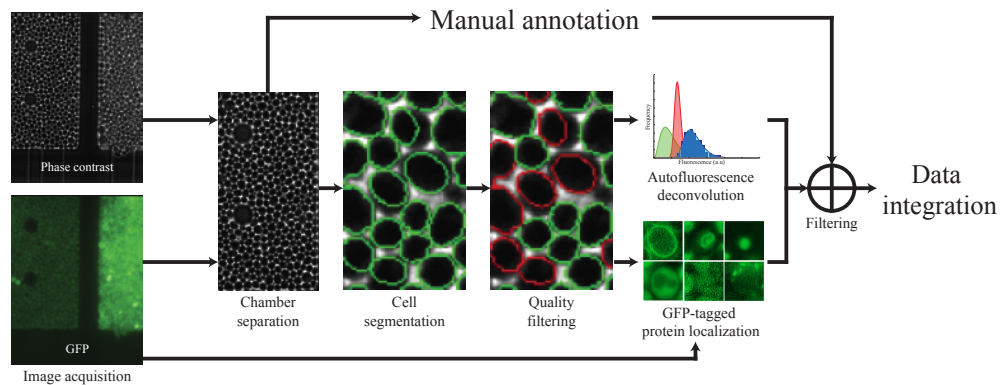 Manual annotation
Phase contrast
GFP
Image acquisition
Chamber
separation
Cell
segmentation
Quality
filtering
Frequency
Fluorescence (a.u)
Autofluorescence
deconvolution
GFP-tagged
protein localization
Filtering
Data
integration